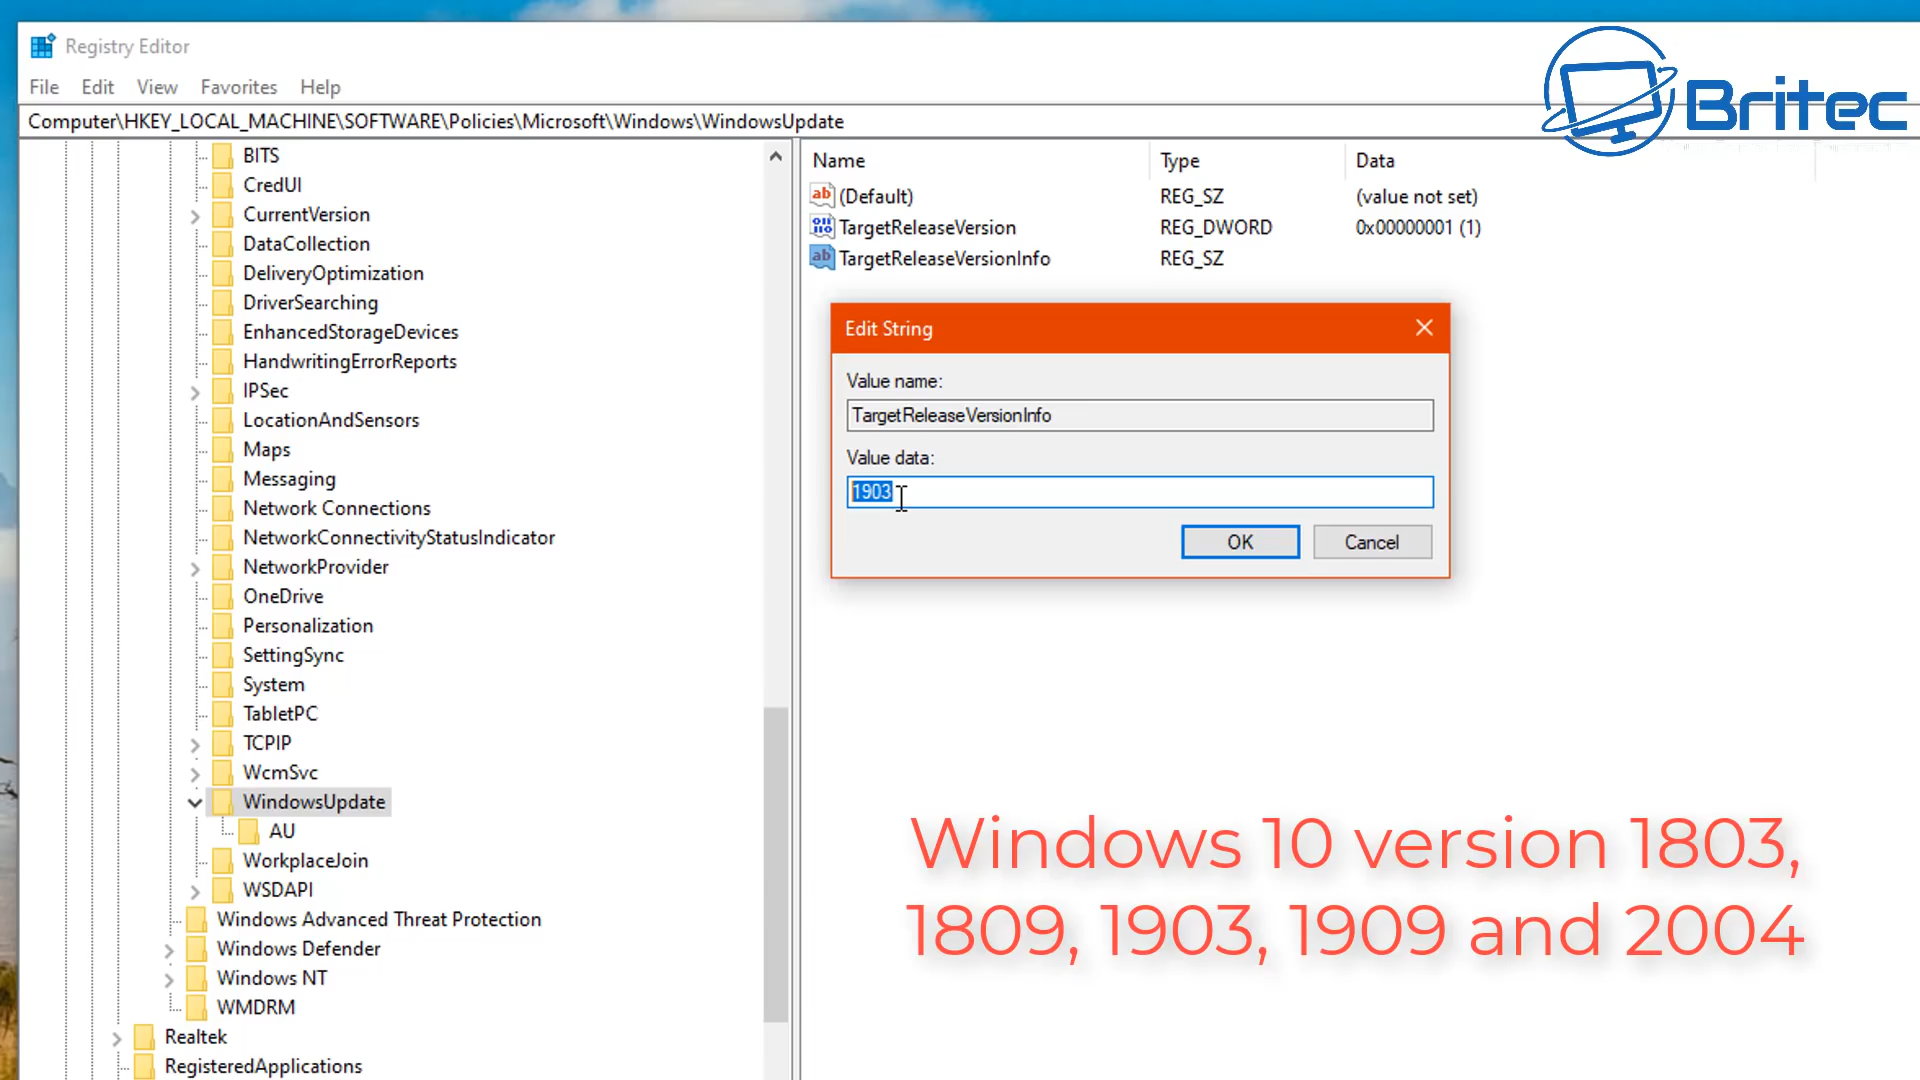 Registry Editor
File Edit View Favorites Help
Computer\HKEY_LOCAL_MACHINE\SOFTWARE\Policies\Microsoft\Windows\WindowsUpdate
Britec
BITS
CredUI
CurrentVersion
DataCollection
DeliveryOptimization
DriverSearching
EnhancedStorageDevices
HandwritingErrorReports
IPSec
LocationAndSensors
Maps
Messaging
Network Connections
NetworkConnectivityStatusIndicator
NetworkProvider
OneDrive
Personalization
SettingSync
System
TabletPC
TCPIP
WcmSvc
WindowsUpdate
AU
WorkplaceJoin
WSDAPI
Windows Advanced Threat Protection
Windows Defender
Windows NT
WMDRM
Realtek
RegisteredApplications
Name Type Data
(Default) REG_SZ (value not set)
TargetReleaseVersion REG_DWORD 0x00000001 (1)
TargetReleaseVersionInfo REG_SZ
Edit String
Value name:
TargetReleaseVersionInfo
Value data:
1903
OK Cancel
Windows 10 version 1803,
1809, 1903, 1909 and 2004